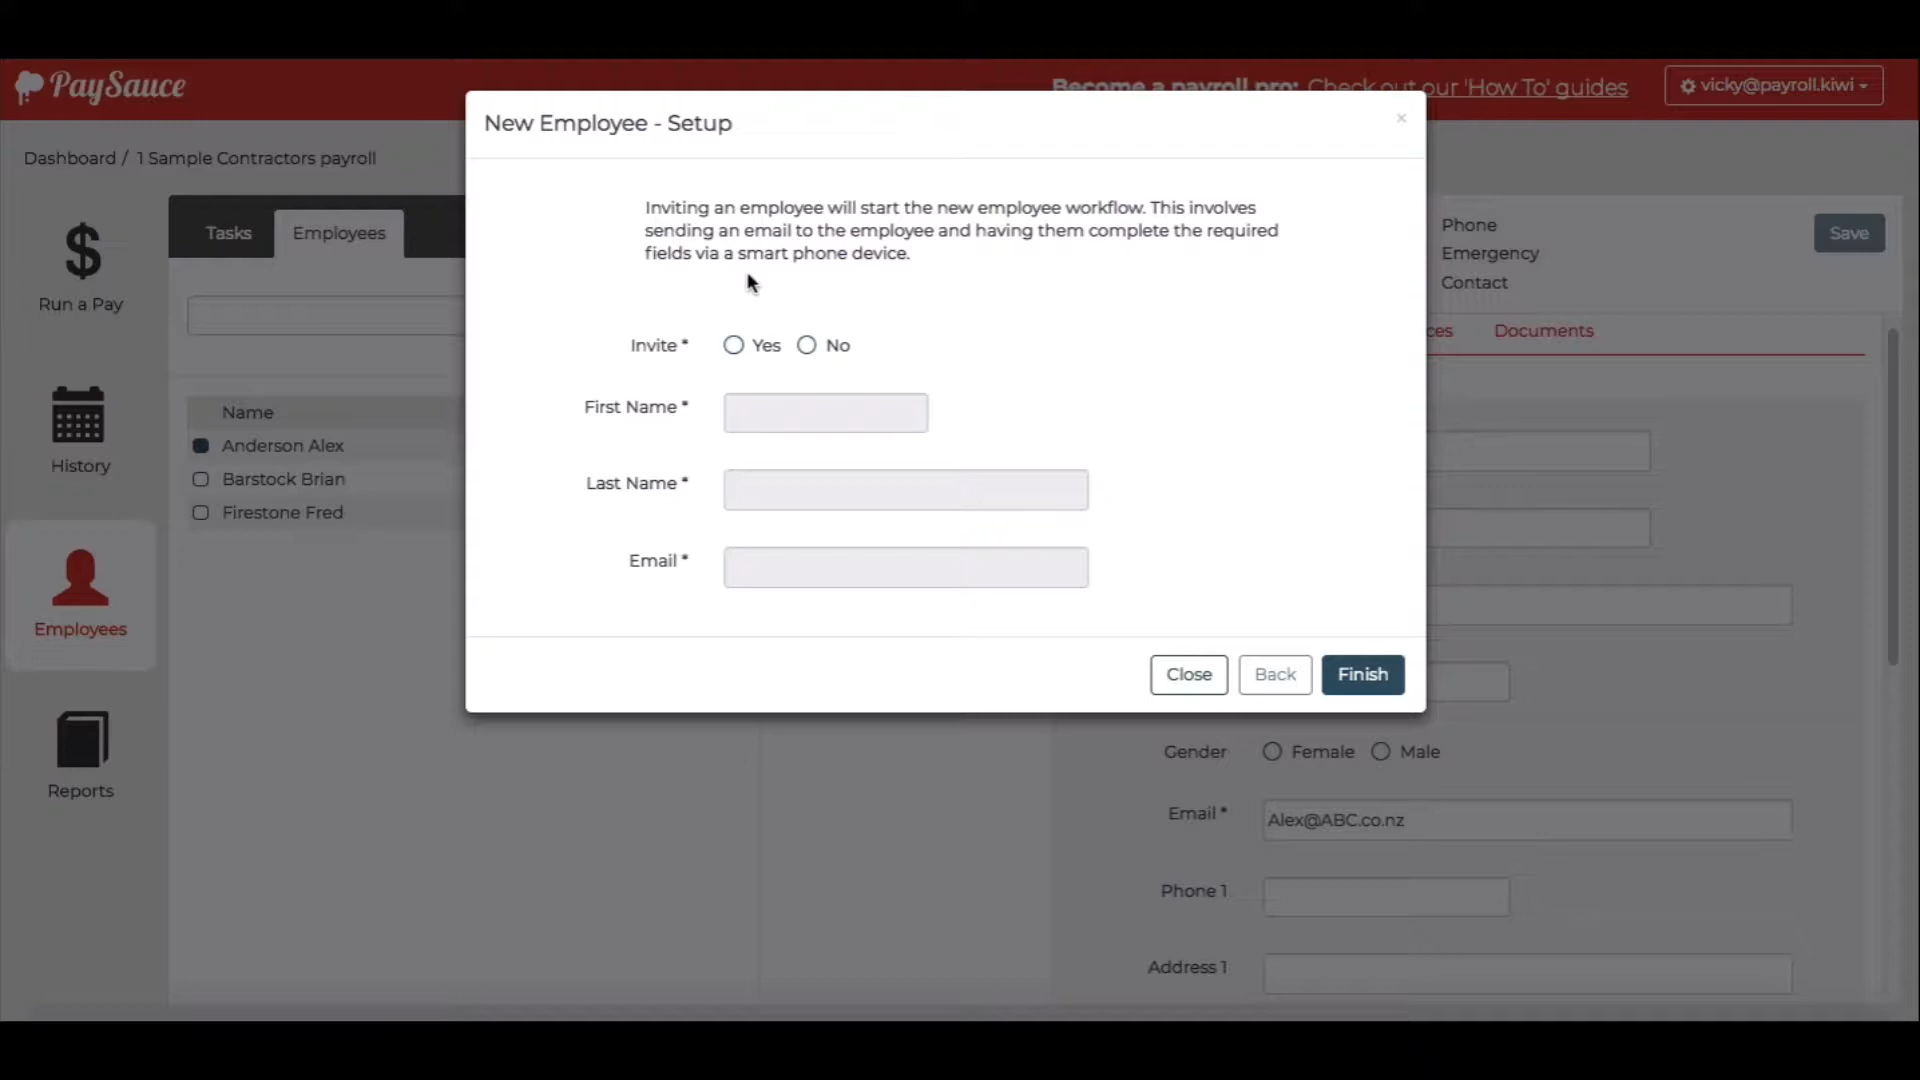 PaySauce
Become a payroll pro: Check out our 'How To' guides
vicky@payroll.kiwi
Dashboard / 1 Sample Contractors payroll
Run a Pay
History
Employees
Reports
Tasks
Employees
Name
Anderson Alex
Barstock Brian
Firestone Fred
New Employee - Setup
×
Inviting an employee will start the new employee workflow. This involves
sending an email to the employee and having them complete the required
fields via a smart phone device.
Invite * Yes No
First Name *
Last Name *
Email *
Close Back Finish
Phone
Emergency
Contact
Save
Documents
Gender Female Male
Email * Alex@ABC.co.nz
Phone 1
Address 1